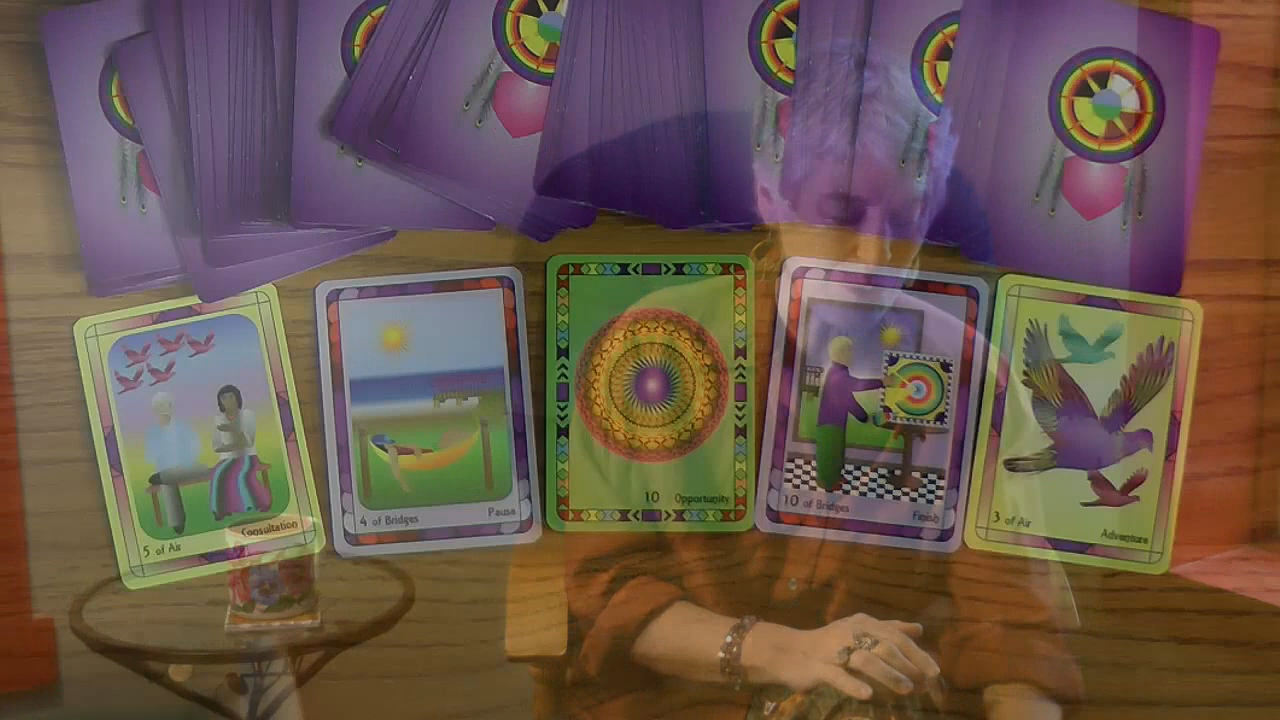 5 of Air
Consultation
4 of Bridges
Pause
10 Opportunity
10 of Bridges
Finish
3 of Air
Adventure